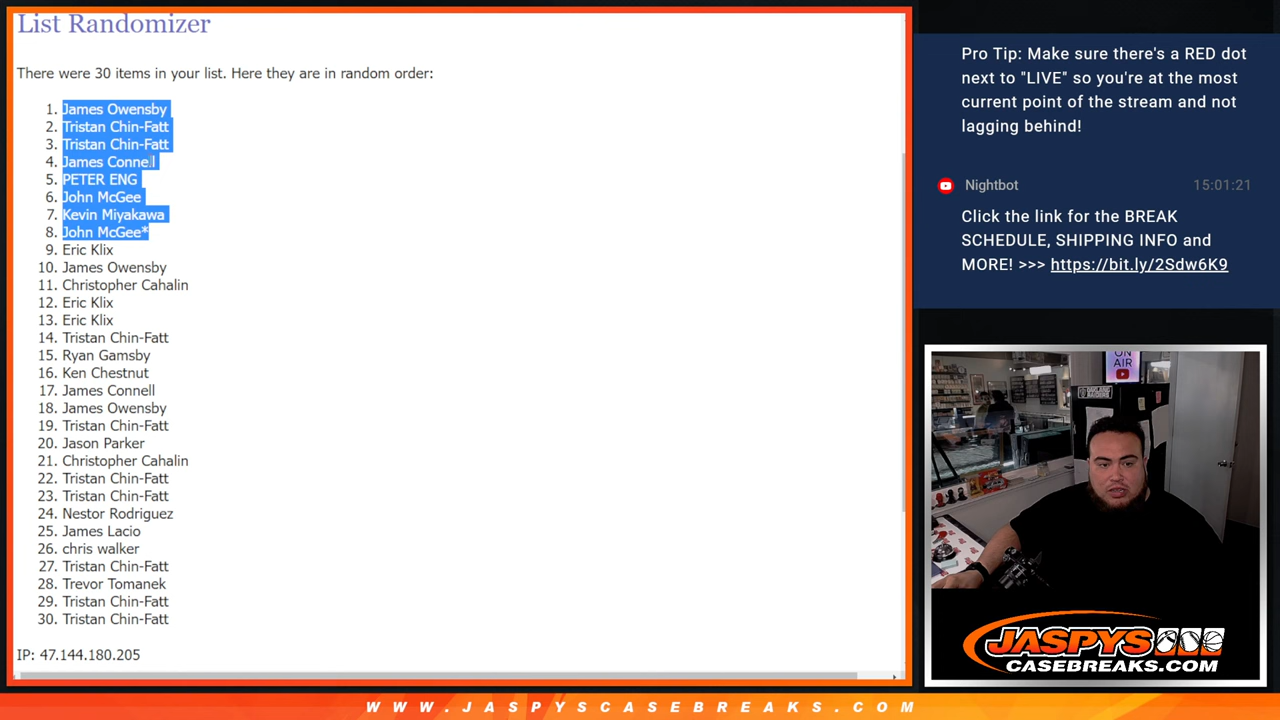 List Randomizer
There were 30 items in your list. Here they are in random order:
1. James Owensby
2. Tristan Chin-Fatt
3. Tristan Chin-Fatt
4. James Connell
5. PETER ENG
6. John McGee
7. Kevin Miyakawa
8. John McGee*
9. Eric Klix
10. James Owensby
11. Christopher Cahalin
12. Eric Klix
13. Eric Klix
14. Tristan Chin-Fatt
15. Ryan Gamsby
16. Ken Chestnut
17. James Connell
18. James Owensby
19. Tristan Chin-Fatt
20. Jason Parker
21. Christopher Cahalin
22. Tristan Chin-Fatt
23. Tristan Chin-Fatt
24. Nestor Rodriguez
25. James Lacio
26. chris walker
27. Tristan Chin-Fatt
28. Trevor Tomanek
29. Tristan Chin-Fatt
30. Tristan Chin-Fatt
IP: 47.144.180.205
Pro Tip: Make sure there's a RED dot
next to "LIVE" so you're at the most
current point of the stream and not
lagging behind!
Nightbot 15:01:21
Click the link for the BREAK
SCHEDULE, SHIPPING INFO and
MORE! >>> https://bit.ly/2Sdw6K9
ON
AIR
JASPYS
CASEBREAKS.COM
WWW.JASPYSCASEBREAKS.COM